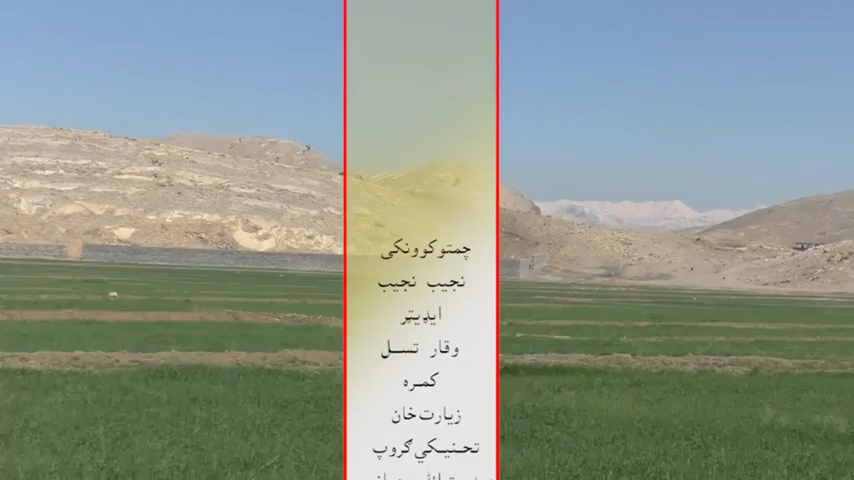 چمتوکوونکی
نجیب نجیب
ایډیټر
وقار تسل
کمره
زیارت خان
تخنیکي ګروپ